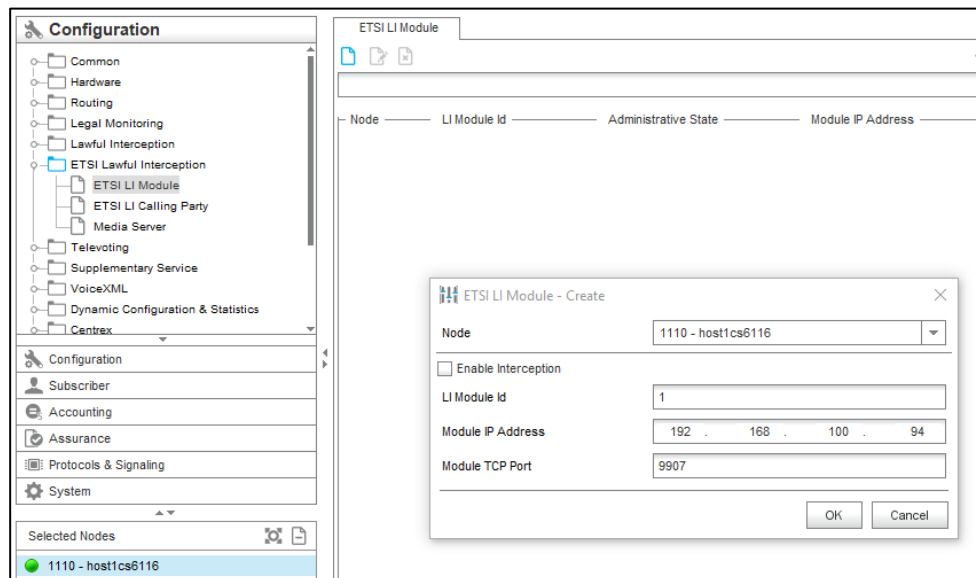 Configuration
Common
Hardware
Routing
Legal Monitoring
Lawful Interception
ETSI Lawful Interception
ETSI LI Module
ETSI LI Calling Party
Media Server
Televoting
Supplementary Service
VoiceXML
Dynamic Configuration & Statistics
Centrex
Configuration
Subscriber
Accounting
Assurance
Protocols & Signaling
System
Selected Nodes
1110 - host1cs6116
ETSI LI Module
Node LI Module Id Administrative State Module IP Address
ETSI LI Module - Create
Node 1110 - host1cs6116
Enable Interception
LI Module Id 1
Module IP Address 192 . 168 . 100 . 94
Module TCP Port 9907
OK Cancel